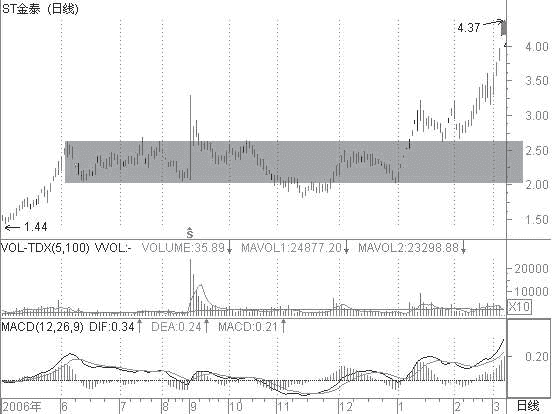 ST金泰 (日线)
4.37
4.00
3.50
3.00
2.50
2.00
1.50
1.44
S
VOL-TDX(5,100) VVOL:- VOLUME:35.89 MAVOL1:24877.20 MAVOL2:23298.88
20000
10000
X10
MACD(12,26,9) DIF:0.34 DEA:0.24 MACD:0.21
0.20
2006年 6 7 8 9 10 11 12 1 2 3 日线